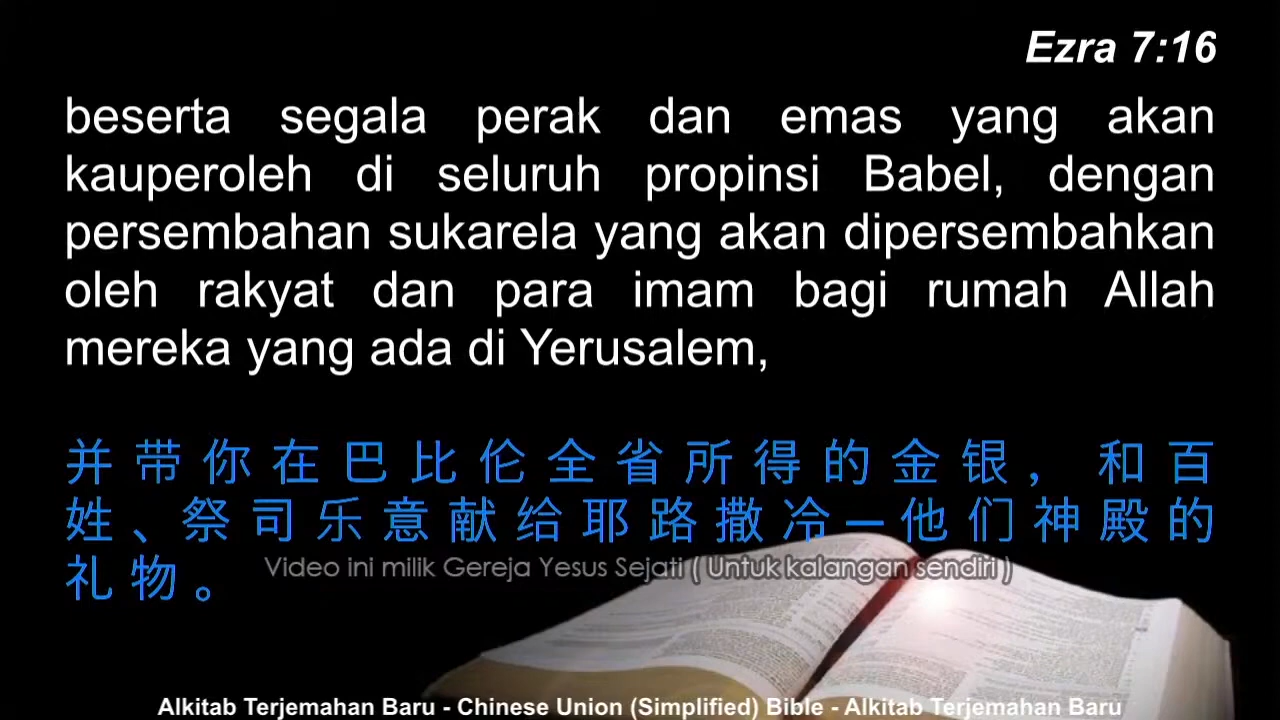 Ezra 7:16
beserta segala perak dan emas yang akan
kauperoleh di seluruh propinsi Babel, dengan
persembahan sukarela yang akan dipersembahkan
oleh rakyat dan para imam bagi rumah Allah
mereka yang ada di Yerusalem,
并带你在巴比伦全省所得的金银，和百
姓、祭司乐意献给耶路撒冷─他们神殿的
礼物。
Video ini milik Gereja Yesus Sejati ( Untuk kalangan sendiri )
Alkitab Terjemahan Baru - Chinese Union (Simplified) Bible - Alkitab Terjemahan Baru